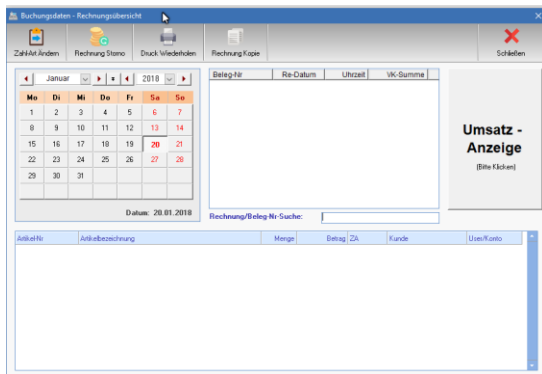 Buchungsdaten - Rechnungsübersicht
Zahl-Art Ändern Rechnung Storno Druck Wiederholen Rechnung Kopie Schließen
Januar 2018
Mo Di Mi Do Fr Sa So
1 2 3 4 5 6 7
8 9 10 11 12 13 14
15 16 17 18 19 20 21
22 23 24 25 26 27 28
29 30 31
Datum: 20.01.2018
Beleg-Nr Re-Datum Uhrzeit VK-Summe
Rechnung/Beleg-Nr-Suche:
Umsatz -
Anzeige
(Bitte Klicken)
Artikel-Nr Artikelbezeichnung Menge Betrag ZA Kunde User/Konto